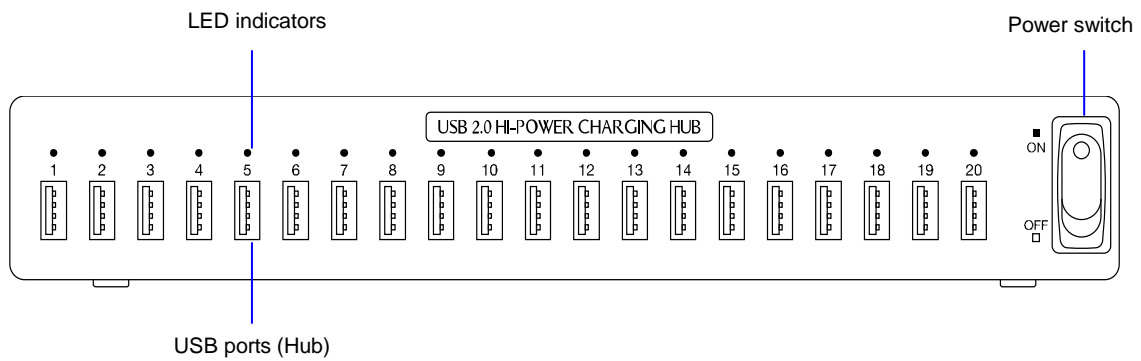 LED indicators
Power switch
USB 2.0 HI-POWER CHARGING HUB
ON
1 2 3 4 5 6 7 8 9 10 11 12 13 14 15 16 17 18 19 20
OFF
USB ports (Hub)